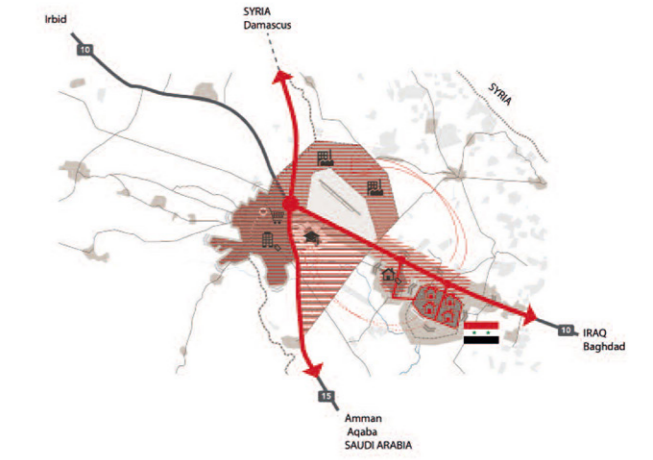 SYRIA
Damascus
Irbid
10
SYRIA
10
IRAQ
Baghdad
15
Amman
Aqaba
SAUDI ARABIA